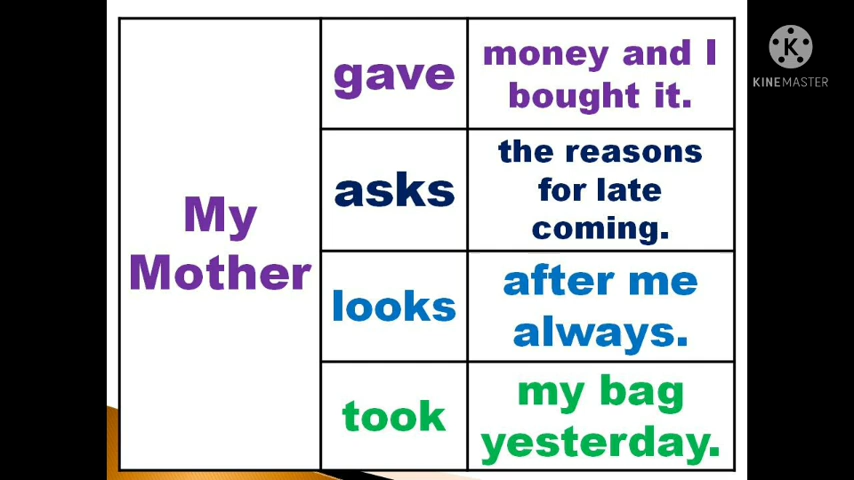 My
Mother
gave
money and I
bought it.
asks
the reasons
for late
coming.
looks
after me
always.
took
my bag
yesterday.
K
KINEMASTER